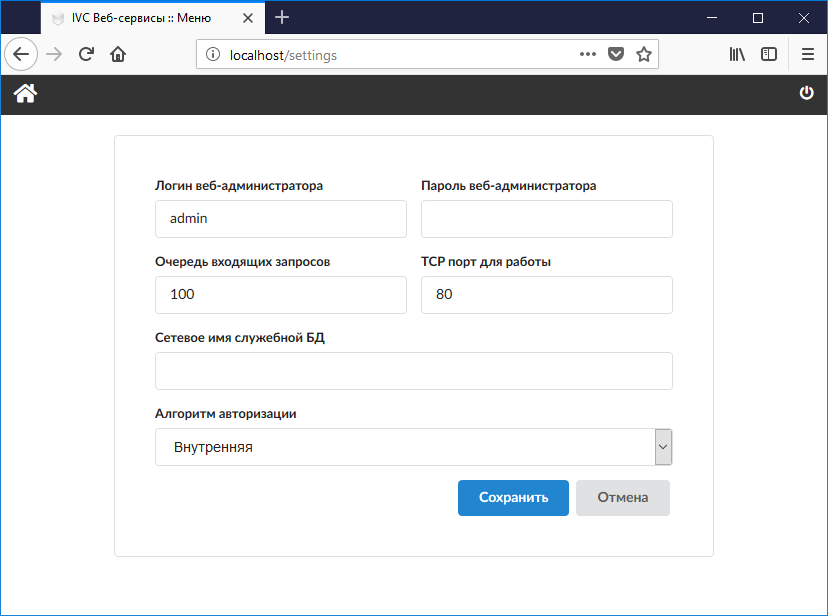 IVC Веб-сервисы :: Меню
localhost/settings
Логин веб-администратора
Пароль веб-администратора
admin
Очередь входящих запросов
TCP порт для работы
100
80
Сетевое имя служебной БД
Алгоритм авторизации
Внутренняя
Сохранить
Отмена